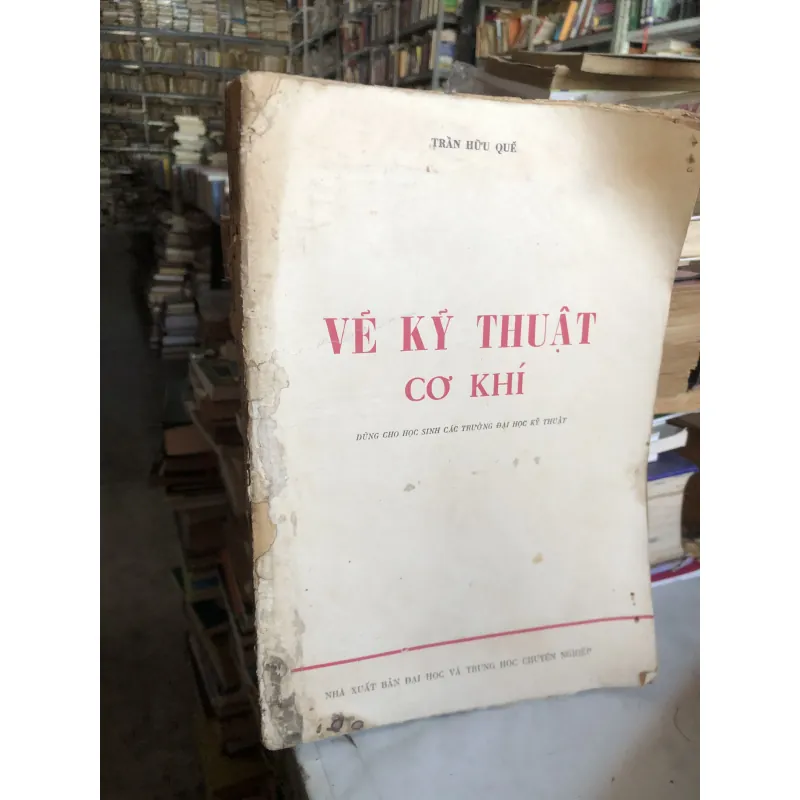 TRẦN HỮU QUẾ
VẼ KỸ THUẬT
CƠ KHÍ
DÙNG CHO HỌC SINH CÁC TRƯỜNG ĐẠI HỌC KỸ THUẬT
NHÀ XUẤT BẢN ĐẠI HỌC VÀ TRUNG HỌC CHUYÊN NGHIỆP